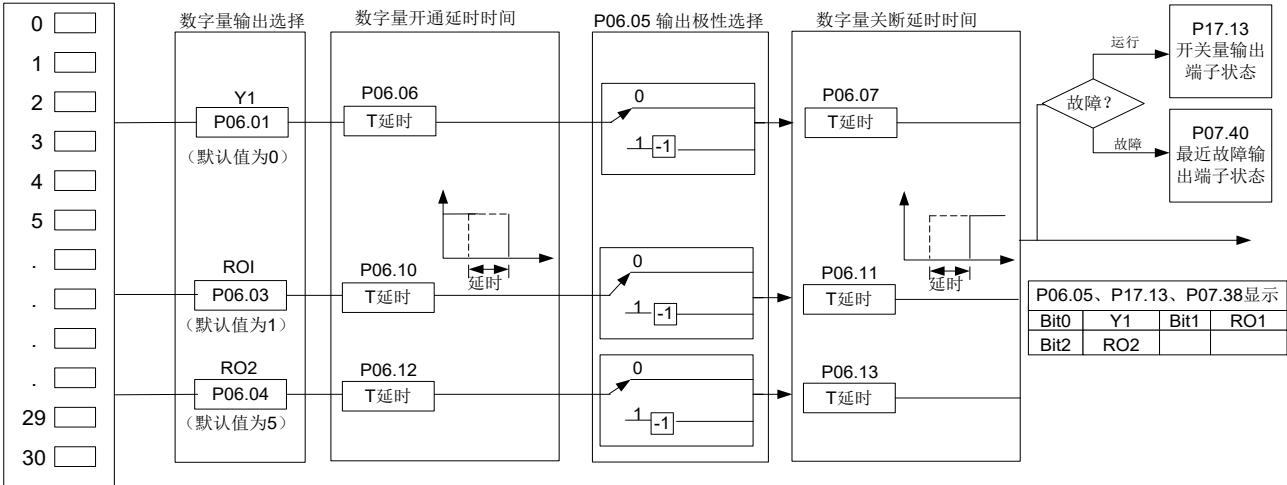 0
1
2
3
4
5
.
.
.
.
29
30
数字量输出选择
Y1
P06.01
（默认值为0）
ROI
P06.03
（默认值为1）
RO2
P06.04
（默认值为5）
数字量开通延时时间
P06.06
T延时
延时
P06.10
T延时
P06.12
T延时
P06.05 输出极性选择
0
1
-1
0
1
-1
0
1
-1
数字量关断延时时间
P06.07
T延时
延时
P06.11
T延时
P06.13
T延时
故障？
运行
故障
P17.13
开关量输出
端子状态
P07.40
最近故障输
出端子状态
P06.05、P17.13、P07.38显示
Bit0 Y1 Bit1 RO1
Bit2 RO2